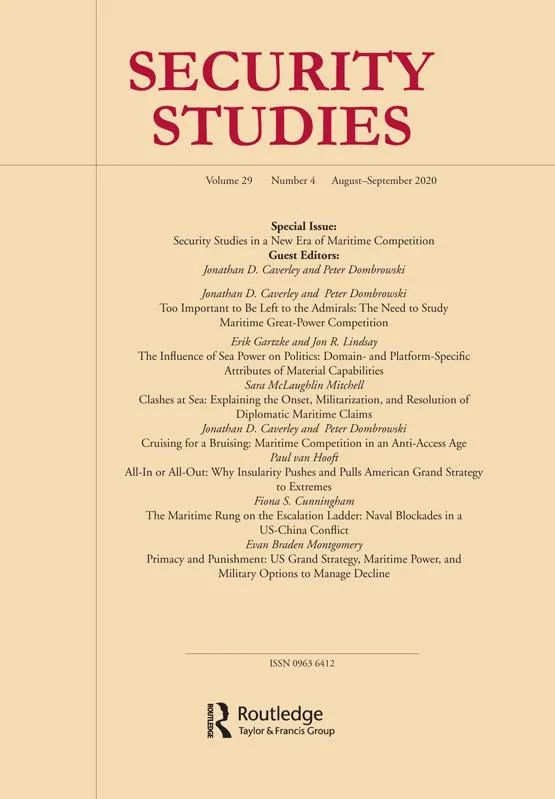 SECURITY
STUDIES
Volume 29 Number 4 August–September 2020
Special Issue:
Security Studies in a New Era of Maritime Competition
Guest Editors:
Jonathan D. Caverley and Peter Dombrowski
Jonathan D. Caverley and Peter Dombrowski
Too Important to Be Left to the Admirals: The Need to Study
Maritime Great-Power Competition
Erik Gartzke and Jon R. Lindsay
The Influence of Sea Power on Politics: Domain- and Platform-Specific
Attributes of Material Capabilities
Sara McLaughlin Mitchell
Clashes at Sea: Explaining the Onset, Militarization, and Resolution of
Diplomatic Maritime Claims
Jonathan D. Caverley and Peter Dombrowski
Cruising for a Bruising: Maritime Competition in an Anti-Access Age
Paul van Hooft
All-In or All-Out: Why Insularity Pushes and Pulls American Grand Strategy
to Extremes
Fiona S. Cunningham
The Maritime Rung on the Escalation Ladder: Naval Blockades in a
US-China Conflict
Evan Braden Montgomery
Primacy and Punishment: US Grand Strategy, Maritime Power, and
Military Options to Manage Decline
ISSN 0963 6412
ROUTLEDGE
Routledge
Taylor & Francis Group